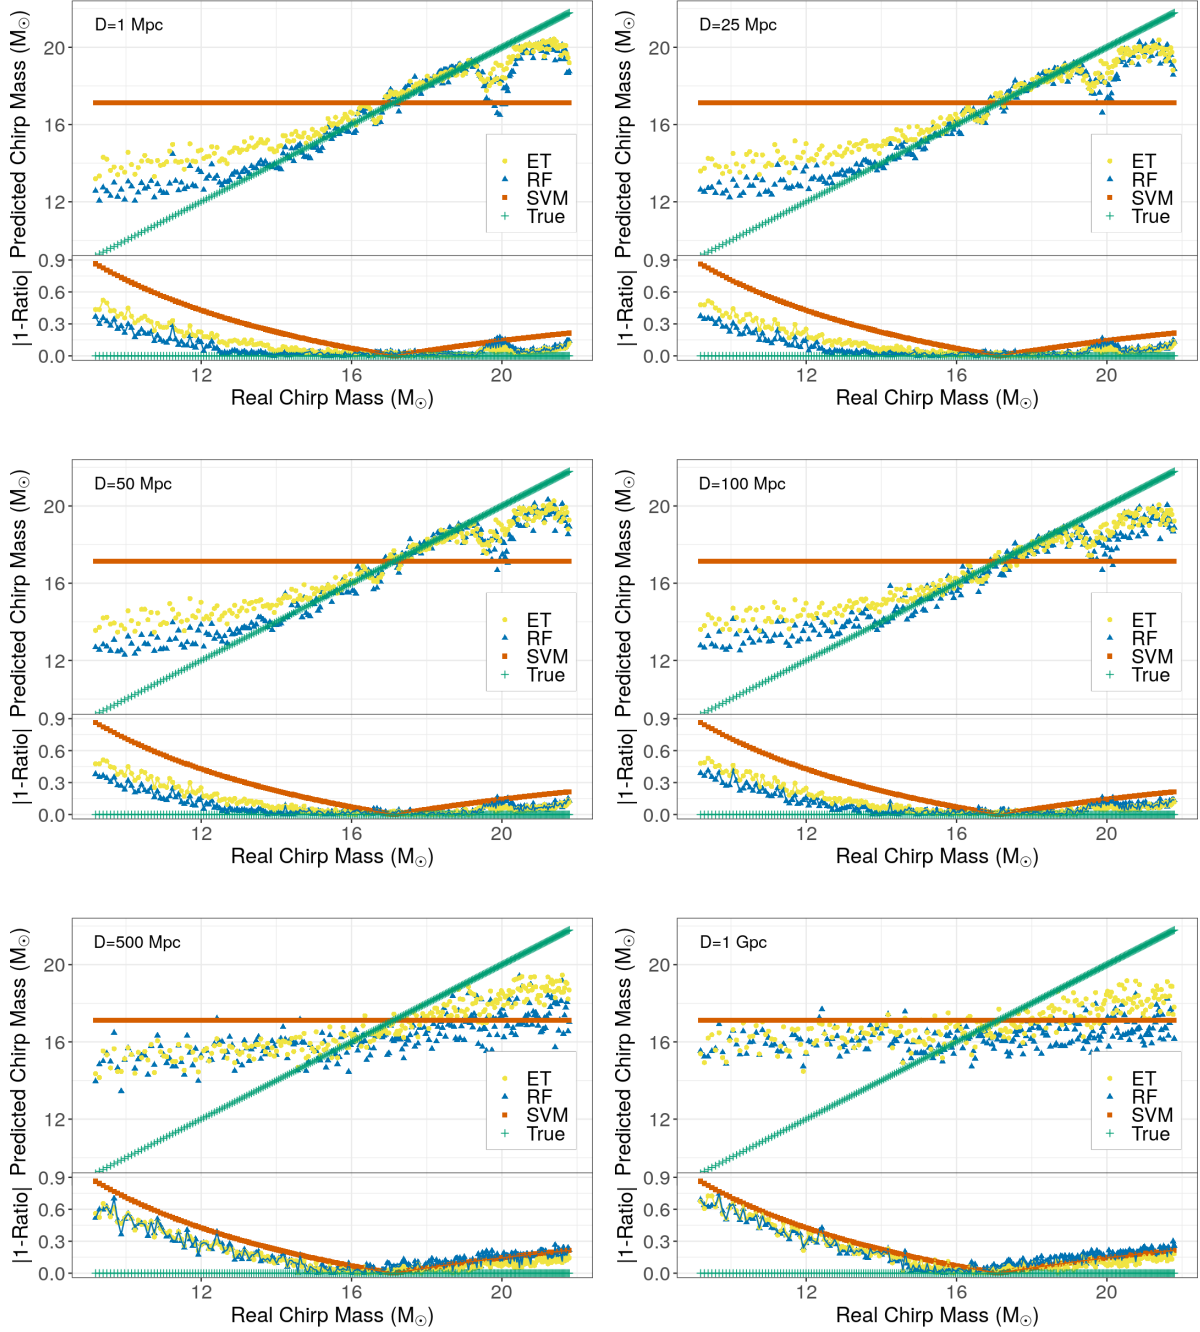 D=1 Mpc
Predicted Chirp Mass (M☉)
20
16
12
ET
RF
SVM
True
|1-Ratio|
0.9
0.6
0.3
0.0
12 16 20
Real Chirp Mass (M☉)
D=25 Mpc
Predicted Chirp Mass (M☉)
20
16
12
ET
RF
SVM
True
|1-Ratio|
0.9
0.6
0.3
0.0
12 16 20
Real Chirp Mass (M☉)
D=50 Mpc
Predicted Chirp Mass (M☉)
20
16
12
ET
RF
SVM
True
|1-Ratio|
0.9
0.6
0.3
0.0
12 16 20
Real Chirp Mass (M☉)
D=100 Mpc
Predicted Chirp Mass (M☉)
20
16
12
ET
RF
SVM
True
|1-Ratio|
0.9
0.6
0.3
0.0
12 16 20
Real Chirp Mass (M☉)
D=500 Mpc
Predicted Chirp Mass (M☉)
20
16
12
ET
RF
SVM
True
|1-Ratio|
0.9
0.6
0.3
0.0
12 16 20
Real Chirp Mass (M☉)
D=1 Gpc
Predicted Chirp Mass (M☉)
20
16
12
ET
RF
SVM
True
|1-Ratio|
0.9
0.6
0.3
0.0
12 16 20
Real Chirp Mass (M☉)